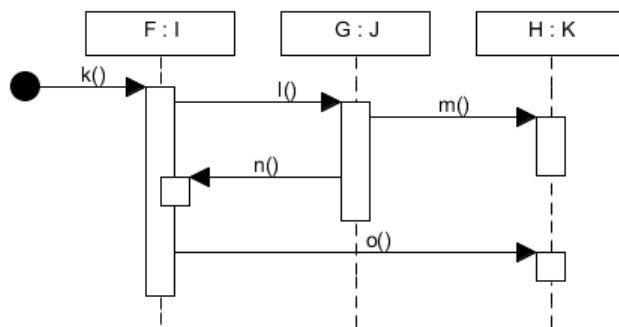 F : I
G : J
H : K
k()
l()
m()
n()
o()